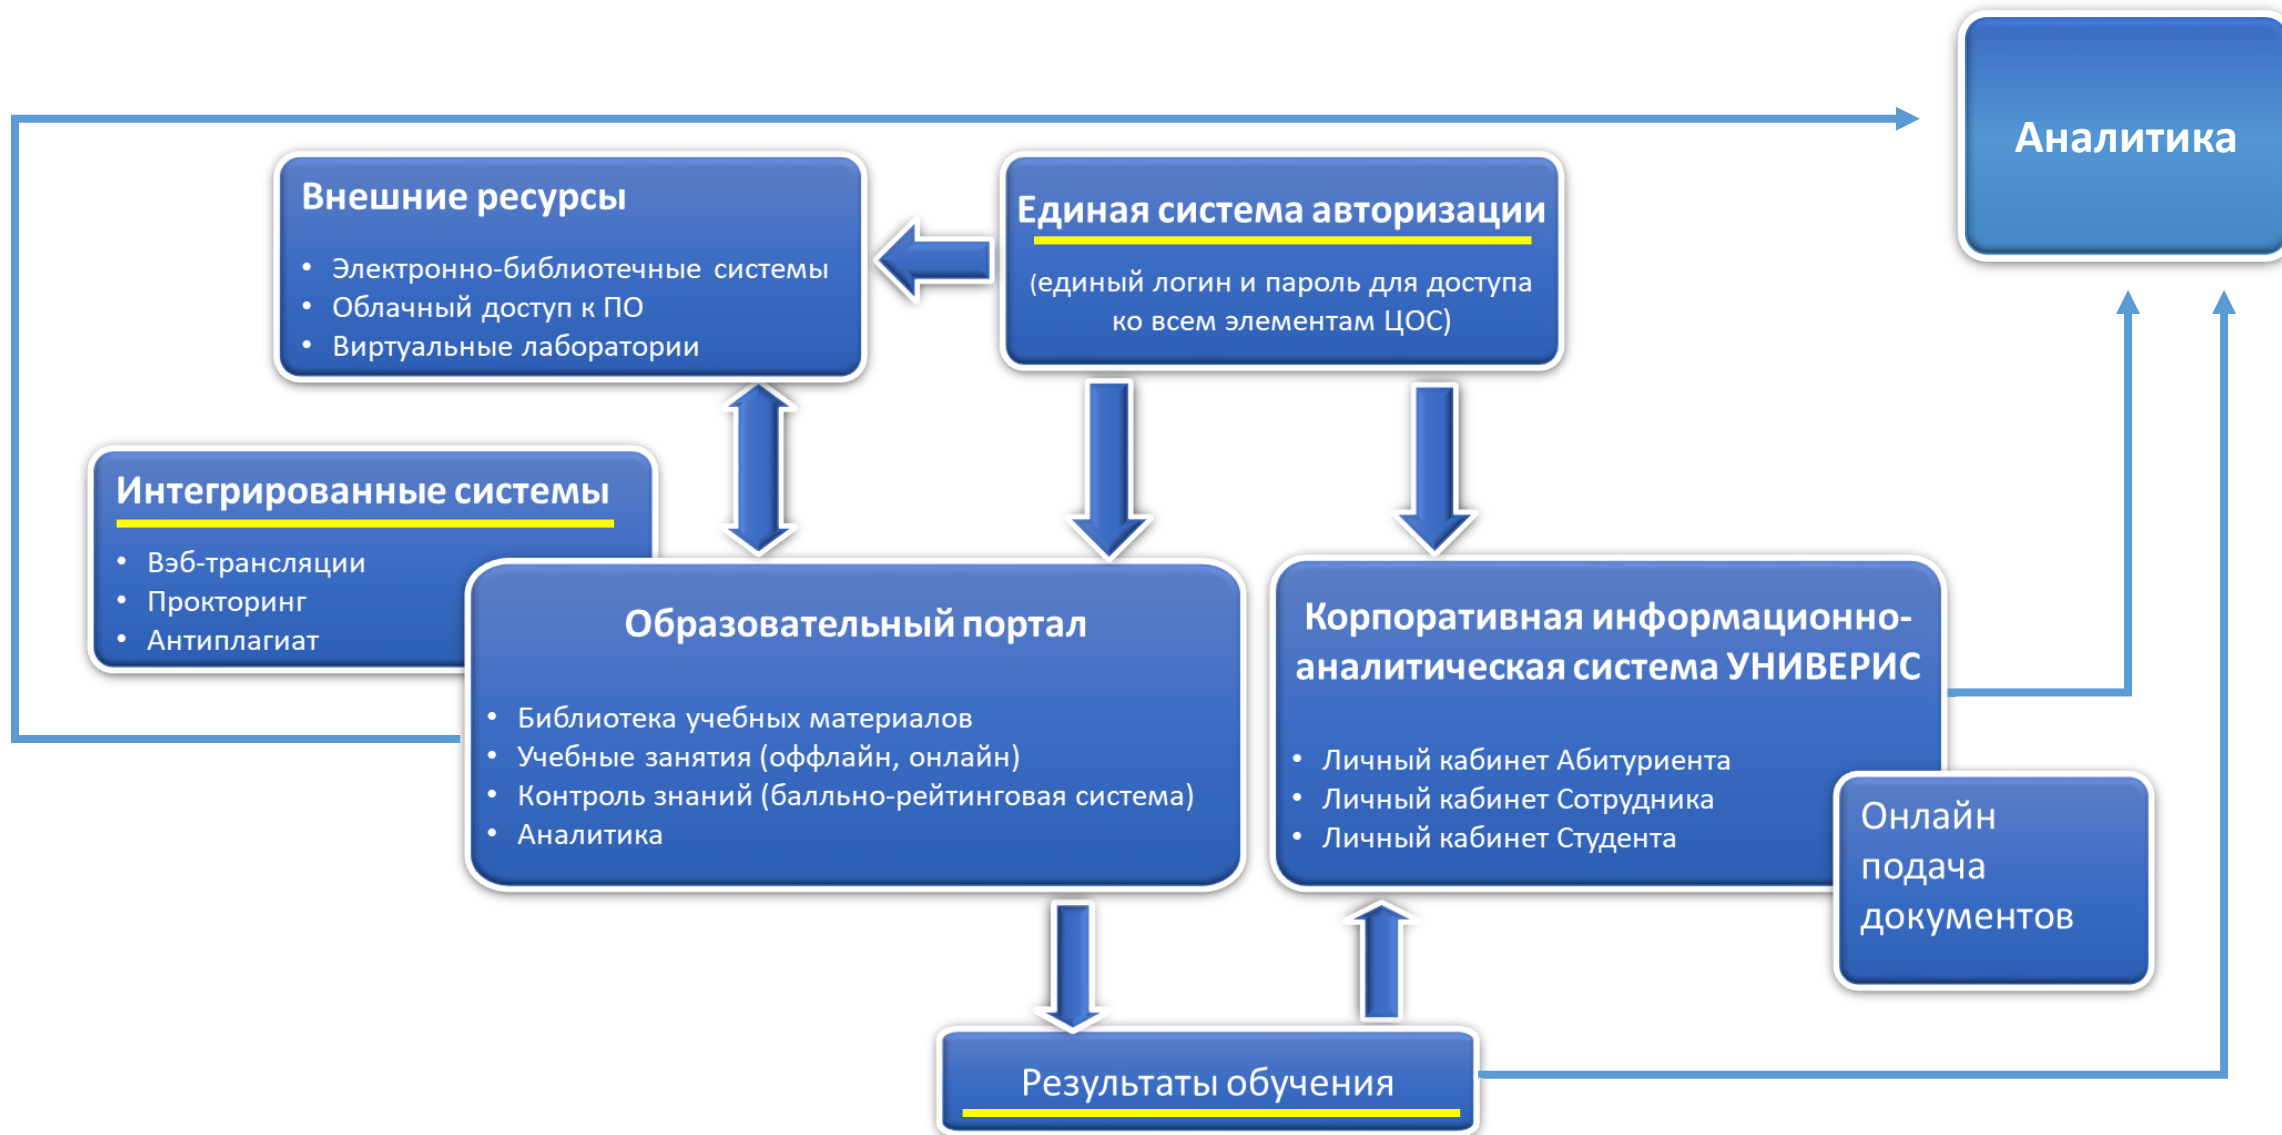 Аналитика
Внешние ресурсы
• Электронно-библиотечные системы
• Облачный доступ к ПО
• Виртуальные лаборатории
Единая система авторизации
(единый логин и пароль для доступа
ко всем элементам ЦОС)
Интегрированные системы
• Вэб-трансляции
• Прокторинг
• Антиплагиат
Образовательный портал
• Библиотека учебных материалов
• Учебные занятия (оффлайн, онлайн)
• Контроль знаний (балльно-рейтинговая система)
• Аналитика
Корпоративная информационно-
аналитическая система УНИВЕРИС
• Личный кабинет Абитуриента
• Личный кабинет Сотрудника
• Личный кабинет Студента
Онлайн
подача
документов
Результаты обучения